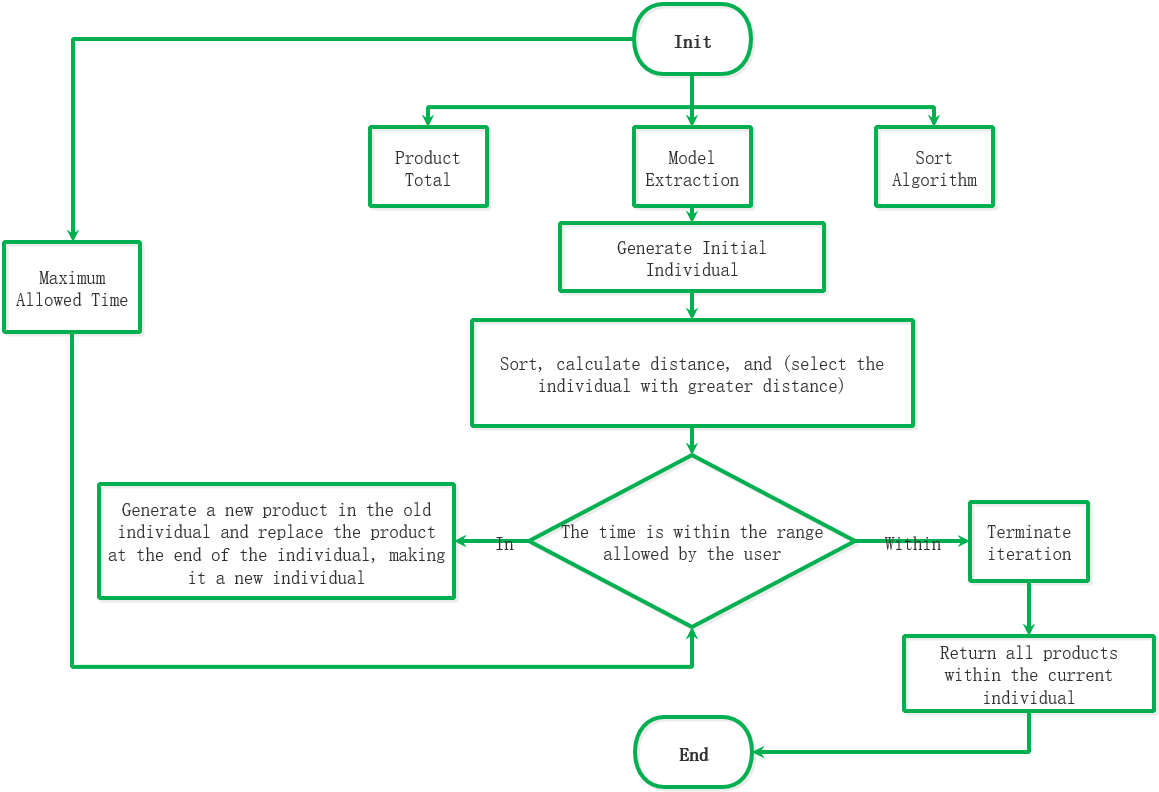 Init
Product
Total
Model
Extraction
Sort
Algorithm
Maximum
Allowed Time
Generate Initial
Individual
Sort, calculate distance, and (select the
individual with greater distance)
Generate a new product in the old
individual and replace the product
at the end of the individual, making
it a new individual
In
The time is within the range
allowed by the user
Within
Terminate
iteration
Return all products
within the current
individual
End